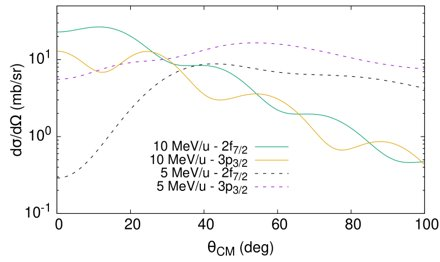 dσ/dΩ (mb/sr)
10¹
10⁰
10⁻¹
10 MeV/u - 2f₇/₂
10 MeV/u - 3p₃/₂
5 MeV/u - 2f₇/₂
5 MeV/u - 3p₃/₂
0 20 40 60 80 100
θCM (deg)